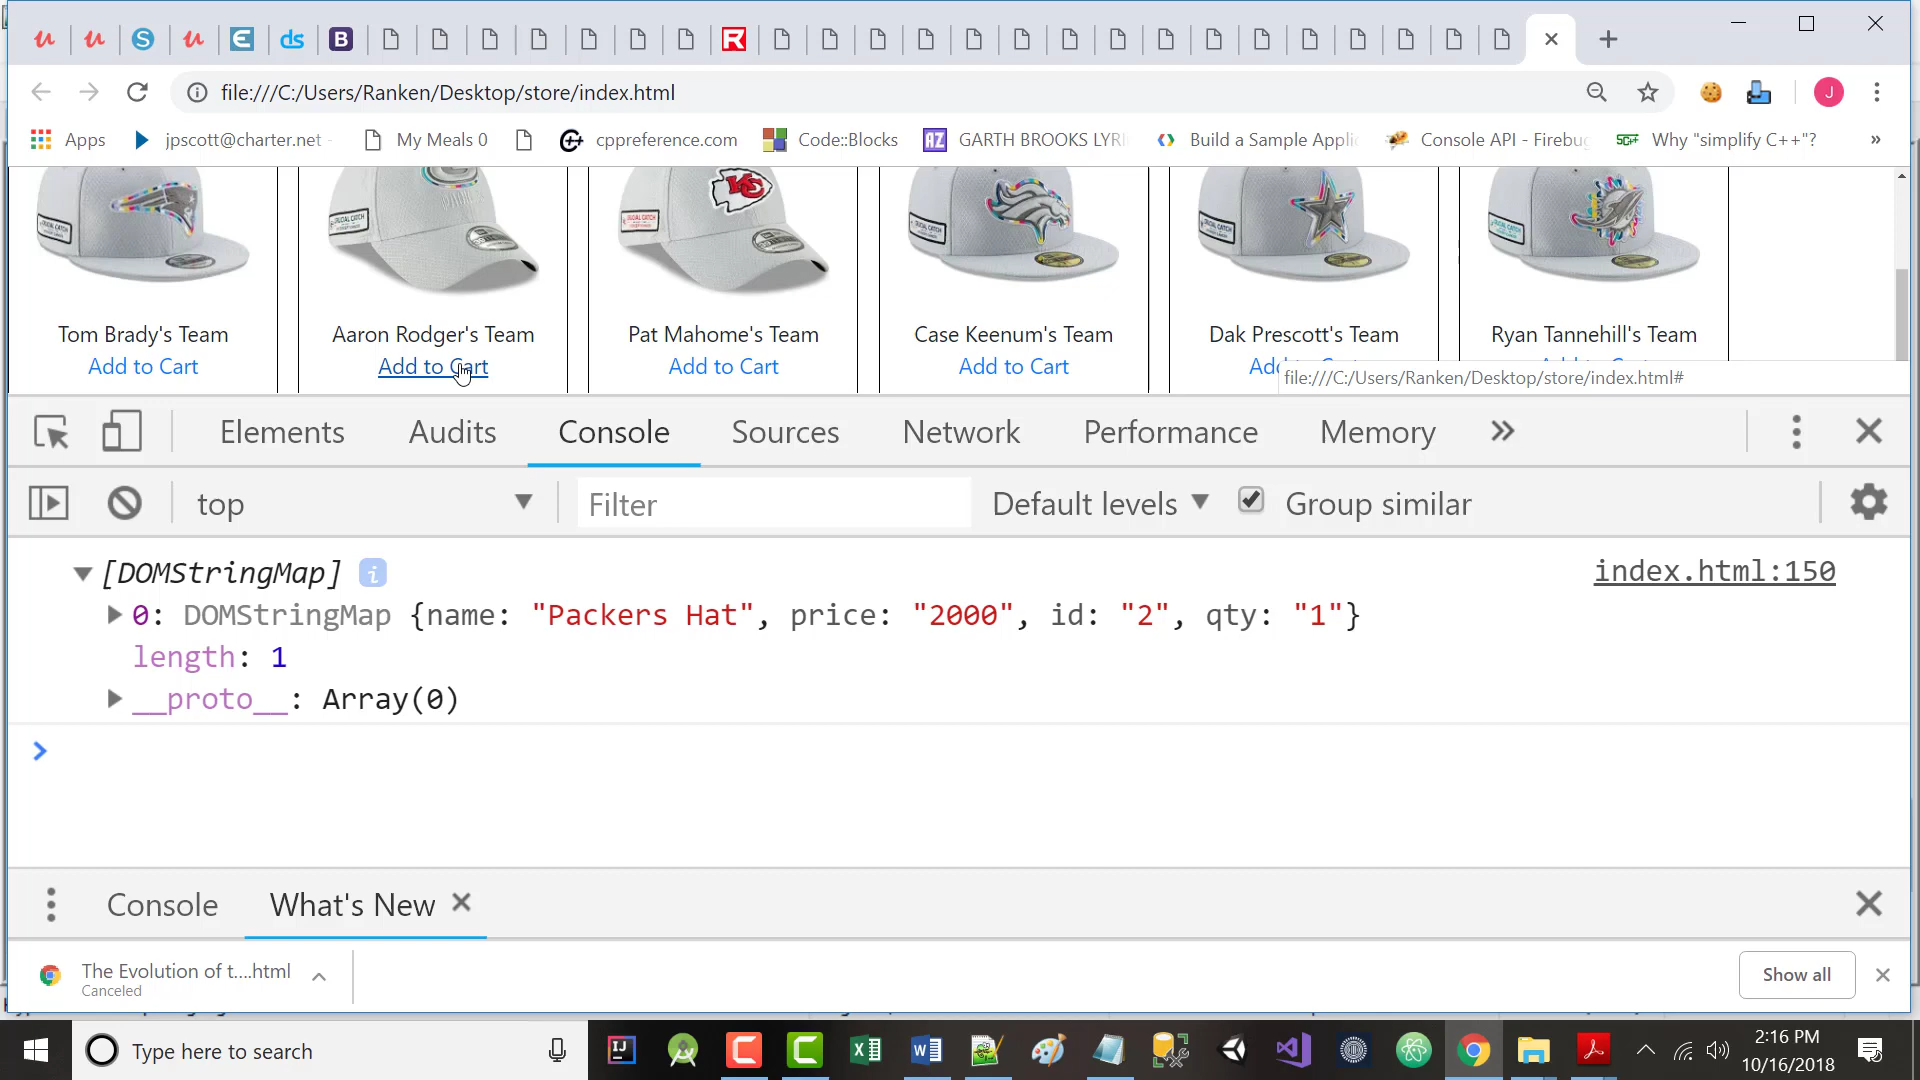 file:///C:/Users/Ranken/Desktop/store/index.html
J
Apps
jpscott@charter.net -
My Meals 0
cppreference.com
Code::Blocks
GARTH BROOKS LYRI
Build a Sample Applic
Console API - Firebug
Why "simplify C++"?
»
Tom Brady's Team
Aaron Rodger's Team
Pat Mahome's Team
Case Keenum's Team
Dak Prescott's Team
Ryan Tannehill's Team
Add to Cart
Add to Cart
Add to Cart
Add to Cart
file:///C:/Users/Ranken/Desktop/store/index.html#
Elements
Audits
Console
Sources
Network
Performance
Memory
»
top
Filter
Default levels
Group similar
[DOMStringMap] i
index.html:150
0: DOMStringMap {name: "Packers Hat", price: "2000", id: "2", qty: "1"}
length: 1
__proto__: Array(0)
Console
What's New
The Evolution of t....html
Canceled
Show all
Type here to search
2:16 PM
10/16/2018